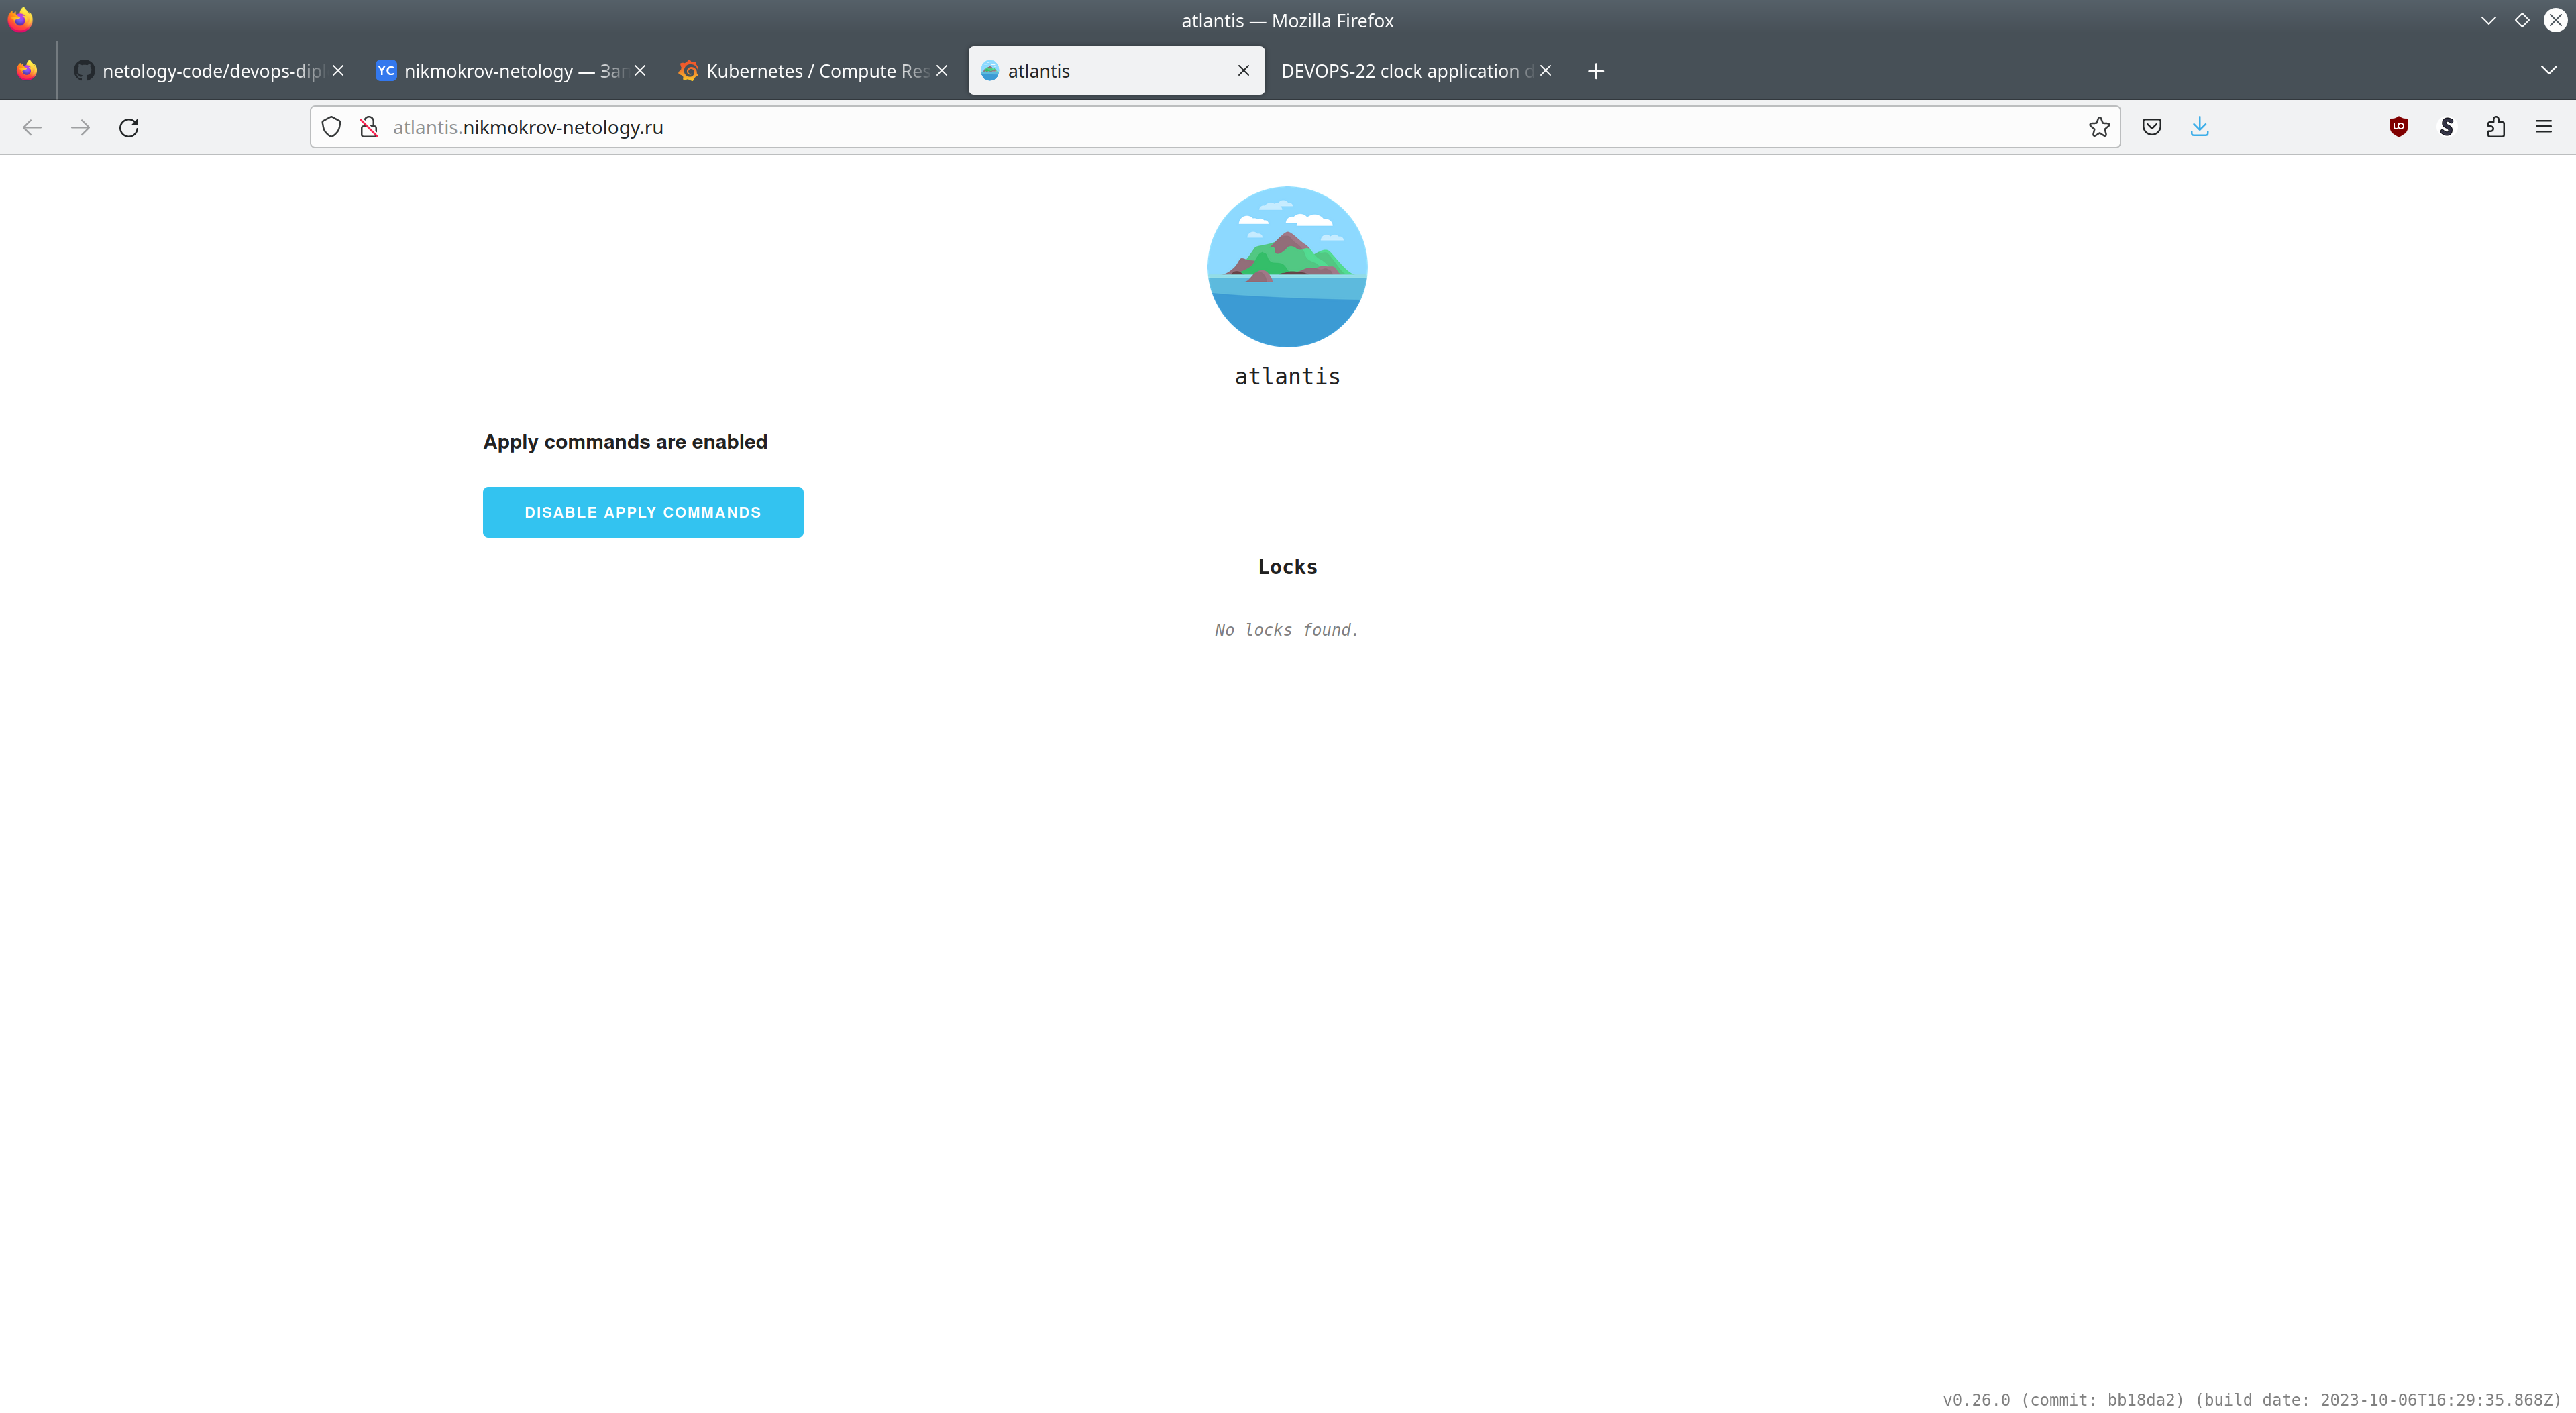 atlantis — Mozilla Firefox
netology-code/devops-dipl
YC nikmokrov-netology — Заг
Kubernetes / Compute Res
atlantis
DEVOPS-22 clock application d
atlantis.nikmokrov-netology.ru
atlantis
Apply commands are enabled
DISABLE APPLY COMMANDS
Locks
No locks found.
v0.26.0 (commit: bb18da2) (build date: 2023-10-06T16:29:35.868Z)